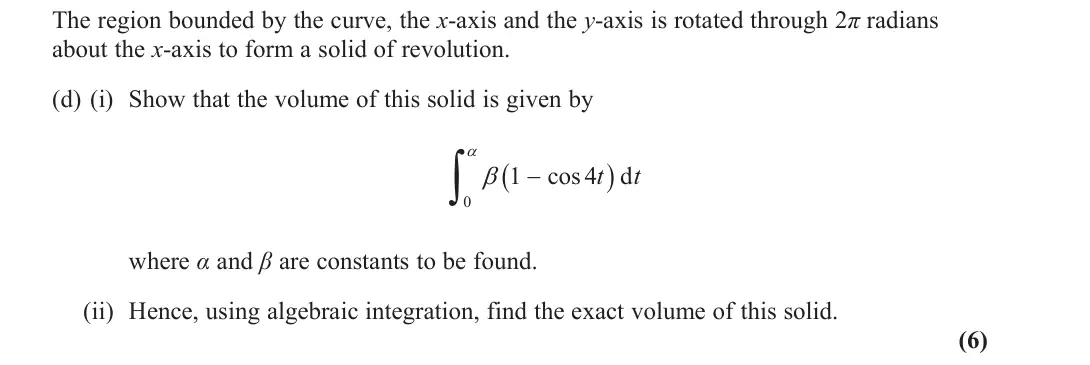 The region bounded by the curve, the x-axis and the y-axis is rotated through 2π radians
about the x-axis to form a solid of revolution.
(d) (i) Show that the volume of this solid is given by
∫₀^α β(1 – cos 4t) dt
where α and β are constants to be found.
(ii) Hence, using algebraic integration, find the exact volume of this solid.
(6)